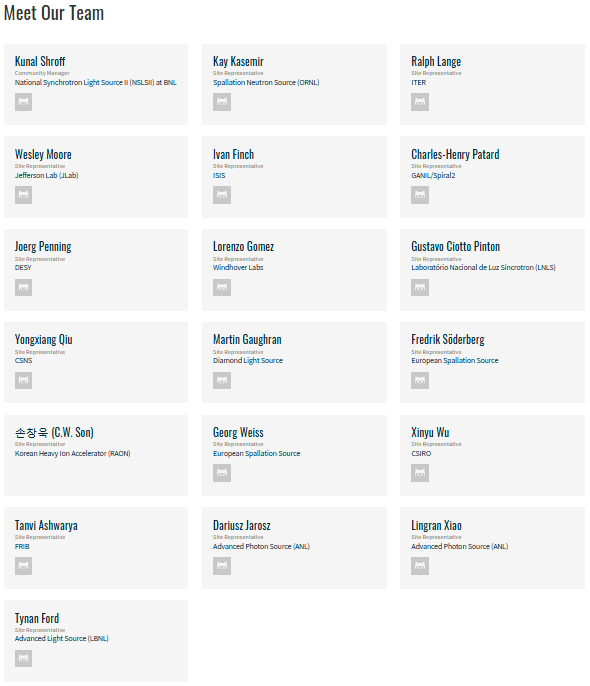 Meet Our Team
Kunal Shroff
Community Manager
National Synchrotron Light Source II (NSLSII) at BNL
Kay Kasemir
Site Representative
Spallation Neutron Source (ORNL)
Ralph Lange
Site Representative
ITER
Wesley Moore
Site Representative
Jefferson Lab (JLab)
Ivan Finch
Site Representative
ISIS
Charles-Henry Patard
Site Representative
GANIL/Spiral2
Joerg Penning
Site Representative
DESY
Lorenzo Gomez
Site Representative
Windhover Labs
Gustavo Ciotto Pinton
Site Representative
Laboratório Nacional de Luz Síncrotron (LNLS)
Yongxiang Qiu
Site Representative
CSNS
Martin Gaughran
Site Representative
Diamond Light Source
Fredrik Söderberg
Site Representative
European Spallation Source
손창욱 (C.W. Son)
Site Representative
Korean Heavy Ion Accelerator (RAON)
Georg Weiss
Site Representative
European Spallation Source
Xinyu Wu
Site Representative
CSIRO
Tanvi Ashwarya
Site Representative
FRIB
Dariusz Jarosz
Site Representative
Advanced Photon Source (ANL)
Lingran Xiao
Site Representative
Advanced Photon Source (ANL)
Tynan Ford
Site Representative
Advanced Light Source (LBNL)